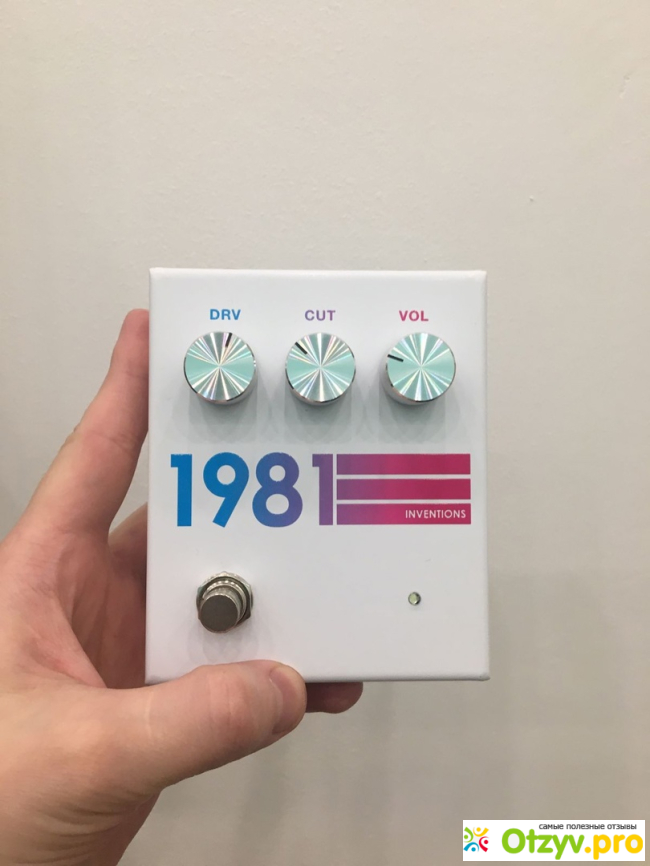 DRV CUT VOL
1981
INVENTIONS
самые полезные отзывы
Otzyv.pro